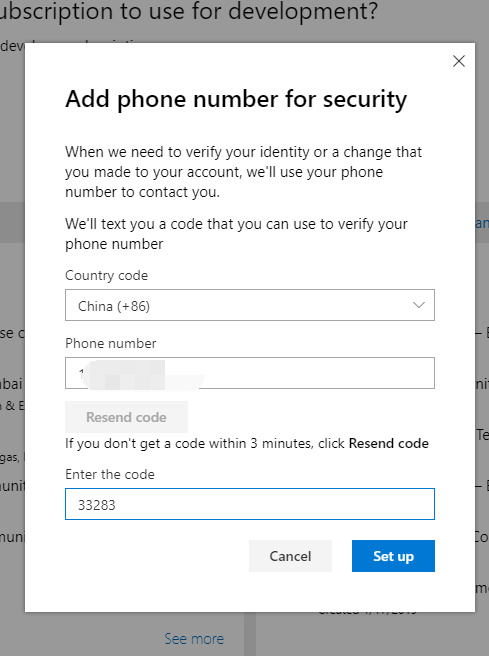 ubscription to use for development?
Add phone number for security
When we need to verify your identity or a change that
you made to your account, we'll use your phone
number to contact you.
We'll text you a code that you can use to verify your
phone number
Country code
China (+86)
Phone number
1
Resend code
If you don't get a code within 3 minutes, click Resend code
Enter the code
33283
Cancel
Set up
See more